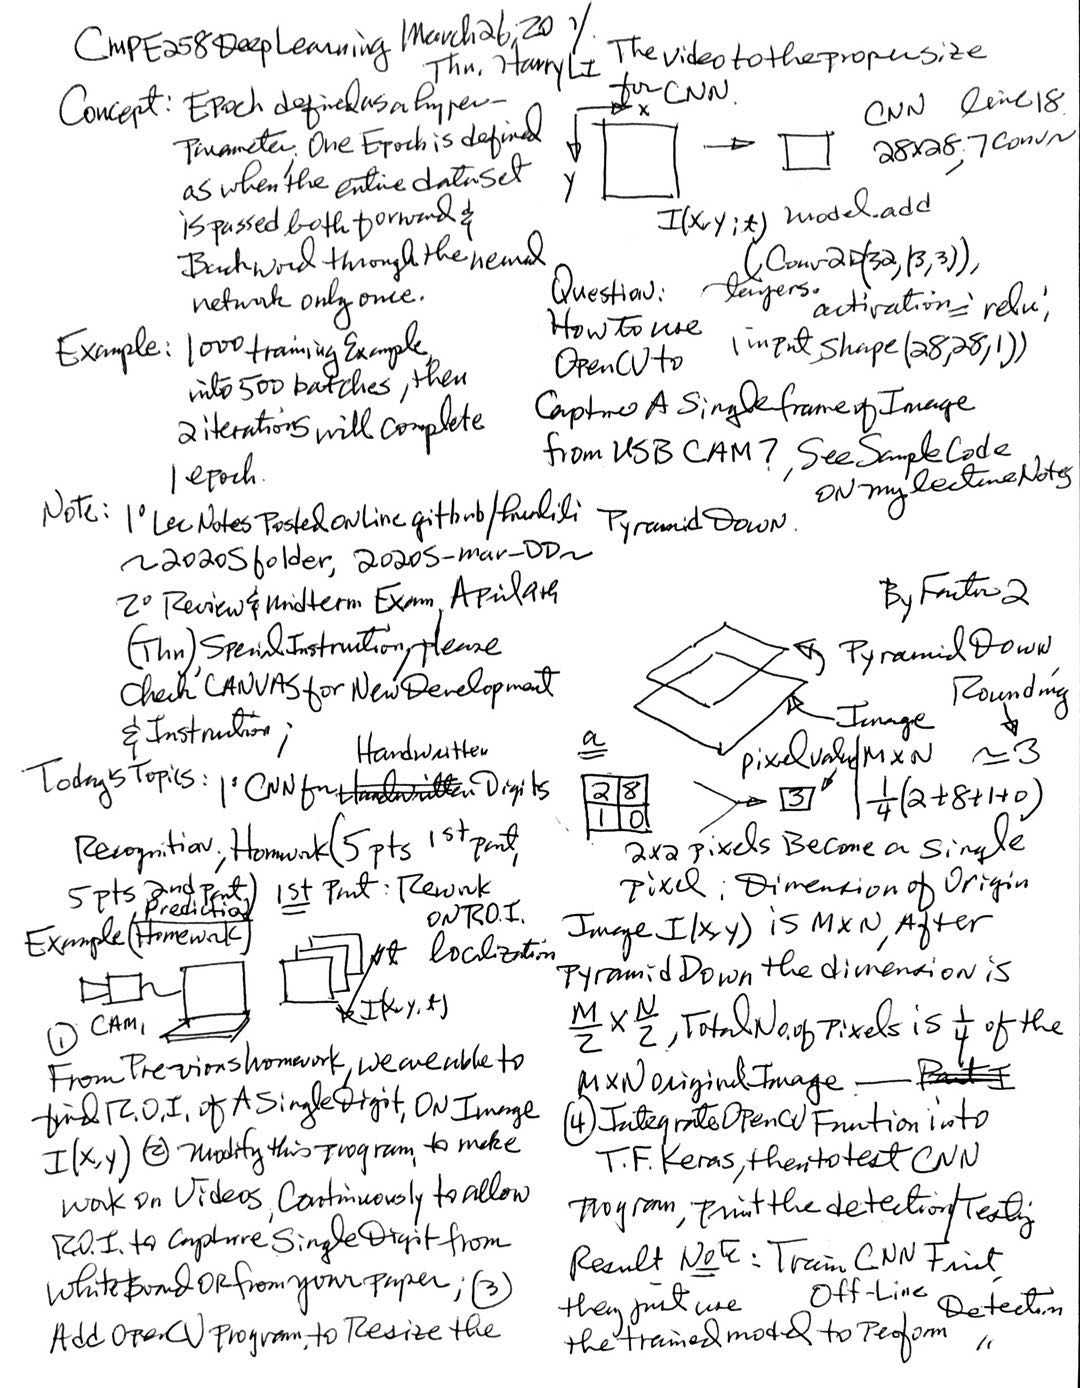 CMPE258 Deep Learning March 26, 20
Thu. Harry Li
Concept: Epoch defined as a hyper-
Parameter, One Epoch is defined
as when the entire dataset
is passed both forward &
Backword through the neural
network only once.
Example: 1000 training Example,
into 500 batches, then
2 iterations will complete
1 epoch.
Note: 1° Lec Notes Posted on Line github/hualili
~2020S folder, 2020S-mar-DD~
2° Review & midterm Exam, April 9th
(Thu), Special Instruction, please
Check CANVAS for New Development
& Instruction;
Handwritten
Today's Topics: 1° CNN for Handwritten Digits
Recognition; Homework (5 pts 1st part,
5 pts 2nd part) 1st Part: Rework
Prediction
on R.O.I.
localization
Example (Homework)
t
I(x,y,t)
CAM,
①
From Previous homework, we are able to
find R.O.I. of A Single Digit, ON Image
I(x,y) ② Modify this program, to make
work on Videos, Continuously to allow
R.O.I. to Capture Single Digit from
White Board OR from your paper; ③
Add OpenCV program, to Resize the
The video to the proper size
for CNN.
x
y
CNN line 18.
28x28, 7 Conv~
I(x,y;t) model.add
(Conv2D(32,(3,3)),
layers.
activation='relu',
input shape(28,28,1))
Question:
How to use
OpenCV to
Capture A Single frame of Image
from USB CAM?, See Sample Code
ON my lecture Notes
Pyramid Down.
By Factor 2
Pyramid Down,
Rounding
Image
a
pixel value MxN ≃3
2 8
1 0
3
1/4(2+8+1+0)
2x2 pixels Become a single
pixel; Dimension of Origin
Image I(x,y) is MxN, After
Pyramid Down the dimension is
M/2 x N/2, Total No. of Pixels is 1/4 of the
MxN original Image — Part I
④ Integrate OpenCV Funtion into
T.F. Keras, then to test CNN
Program, print the detection/Testing
Result Note: Train CNN First,
Off-Line
then just use
Detection
the trained model to Peoform "